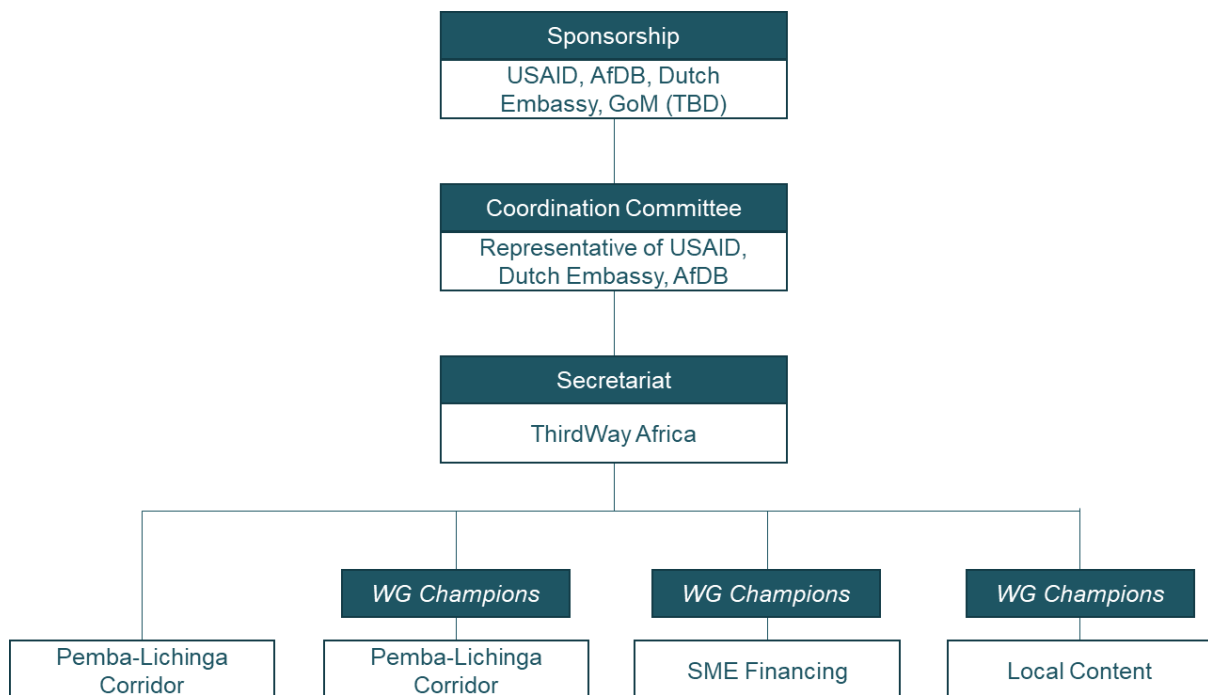 Sponsorship
USAID, AfDB, Dutch
Embassy, GoM (TBD)
Coordination Committee
Representative of USAID,
Dutch Embassy, AfDB
Secretariat
ThirdWay Africa
WG Champions
WG Champions
WG Champions
Pemba-Lichinga
Corridor
Pemba-Lichinga
Corridor
SME Financing
Local Content